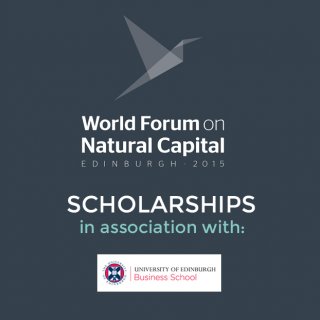 World Forum on
Natural Capital
EDINBURGH · 2015
SCHOLARSHIPS
in association with:
UNIVERSITY OF EDINBURGH
Business School